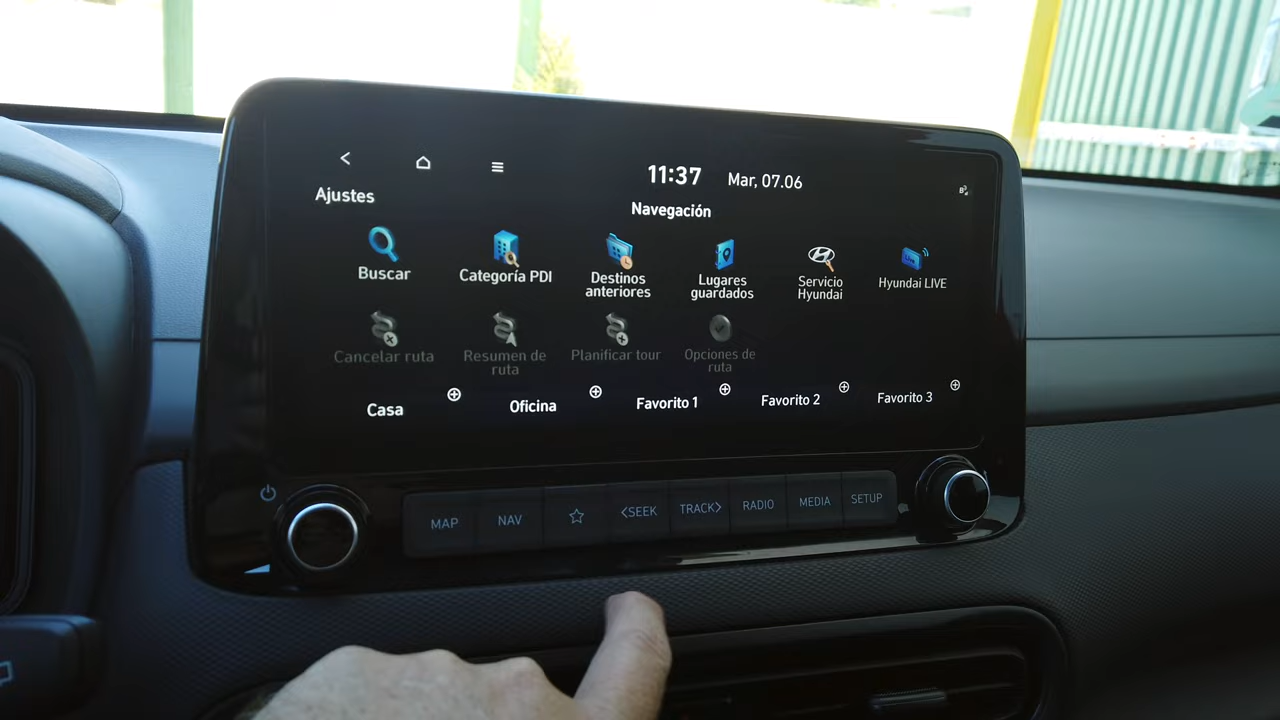 11:37
Mar, 07.06
Ajustes
Navegación
Buscar
Categoría PDI
Destinos
anteriores
Lugares
guardados
Servicio
Hyundai
Hyundai LIVE
Cancelar ruta
Resumen de
ruta
Planificar tour
Opciones de
ruta
Casa
Oficina
Favorito 1
Favorito 2
Favorito 3
MAP
NAV
<SEEK
TRACK>
RADIO
MEDIA
SETUP